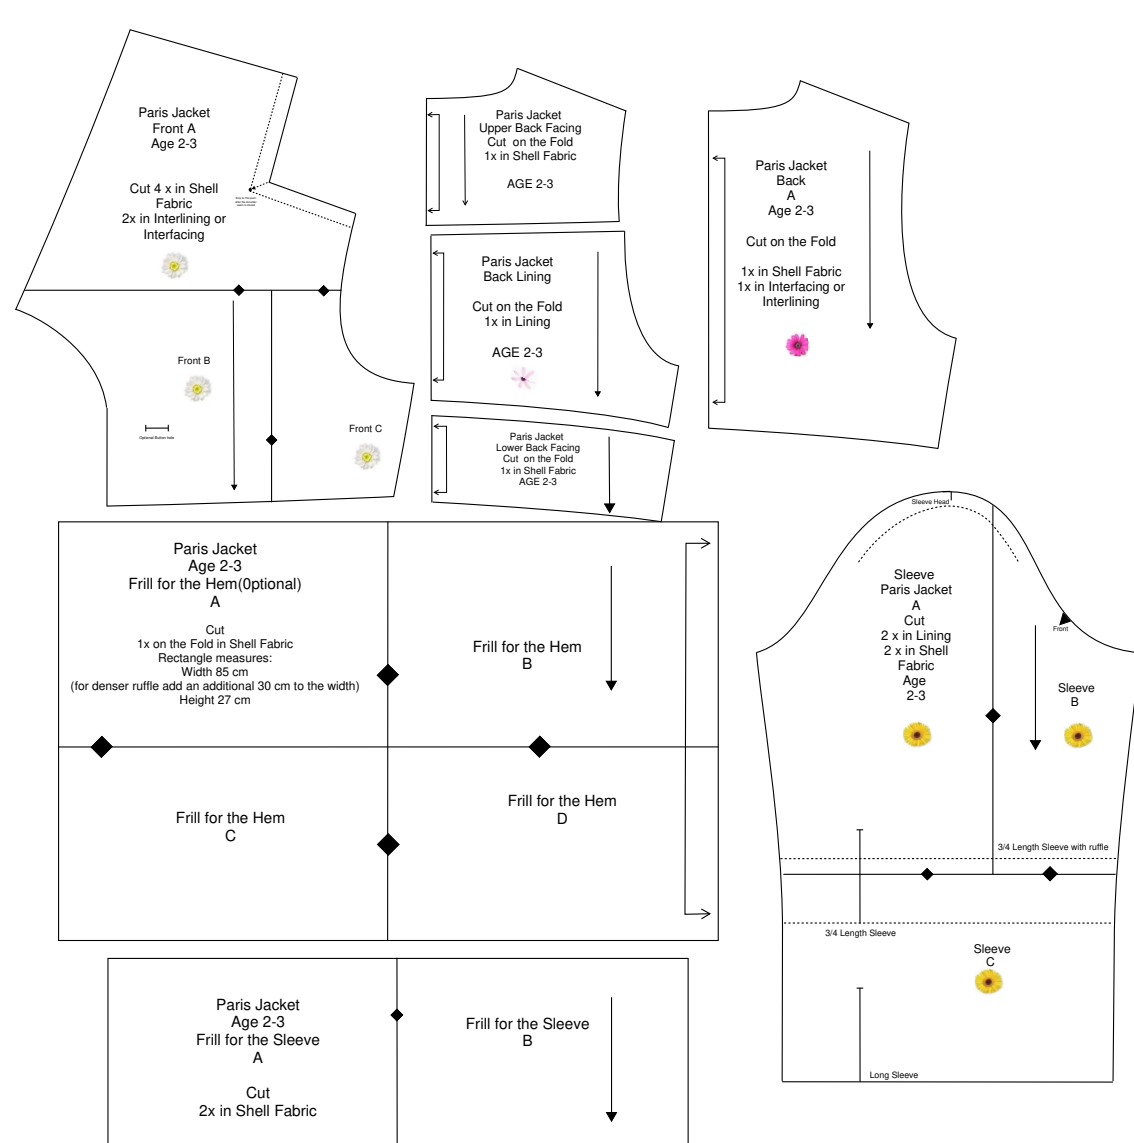 Paris Jacket
Front A
Age 2-3
Cut 4 x in Shell
Fabric
2x in Interlining or
Interfacing
Front B
Optional Button hole
Front C
Paris Jacket
Upper Back Facing
Cut on the Fold
1x in Shell Fabric
AGE 2-3
Paris Jacket
Back Lining
Cut on the Fold
1x in Lining
AGE 2-3
Paris Jacket
Lower Back Facing
Cut on the Fold
1x in Shell Fabric
AGE 2-3
Paris Jacket
Back
A
Age 2-3
Cut on the Fold
1x in Shell Fabric
1x in Interfacing or
Interlining
Paris Jacket
Age 2-3
Frill for the Hem(0ptional)
A
Cut
1x on the Fold in Shell Fabric
Rectangle measures:
Width 85 cm
(for denser ruffle add an additional 30 cm to the width)
Height 27 cm
Frill for the Hem
B
Frill for the Hem
C
Frill for the Hem
D
Sleeve Head
Sleeve
Paris Jacket
A
Cut
2 x in Lining
2 x in Shell
Fabric
Age
2-3
Front
Sleeve
B
3/4 Length Sleeve with ruffle
3/4 Length Sleeve
Sleeve
C
Long Sleeve
Paris Jacket
Age 2-3
Frill for the Sleeve
A
Cut
2x in Shell Fabric
Frill for the Sleeve
B